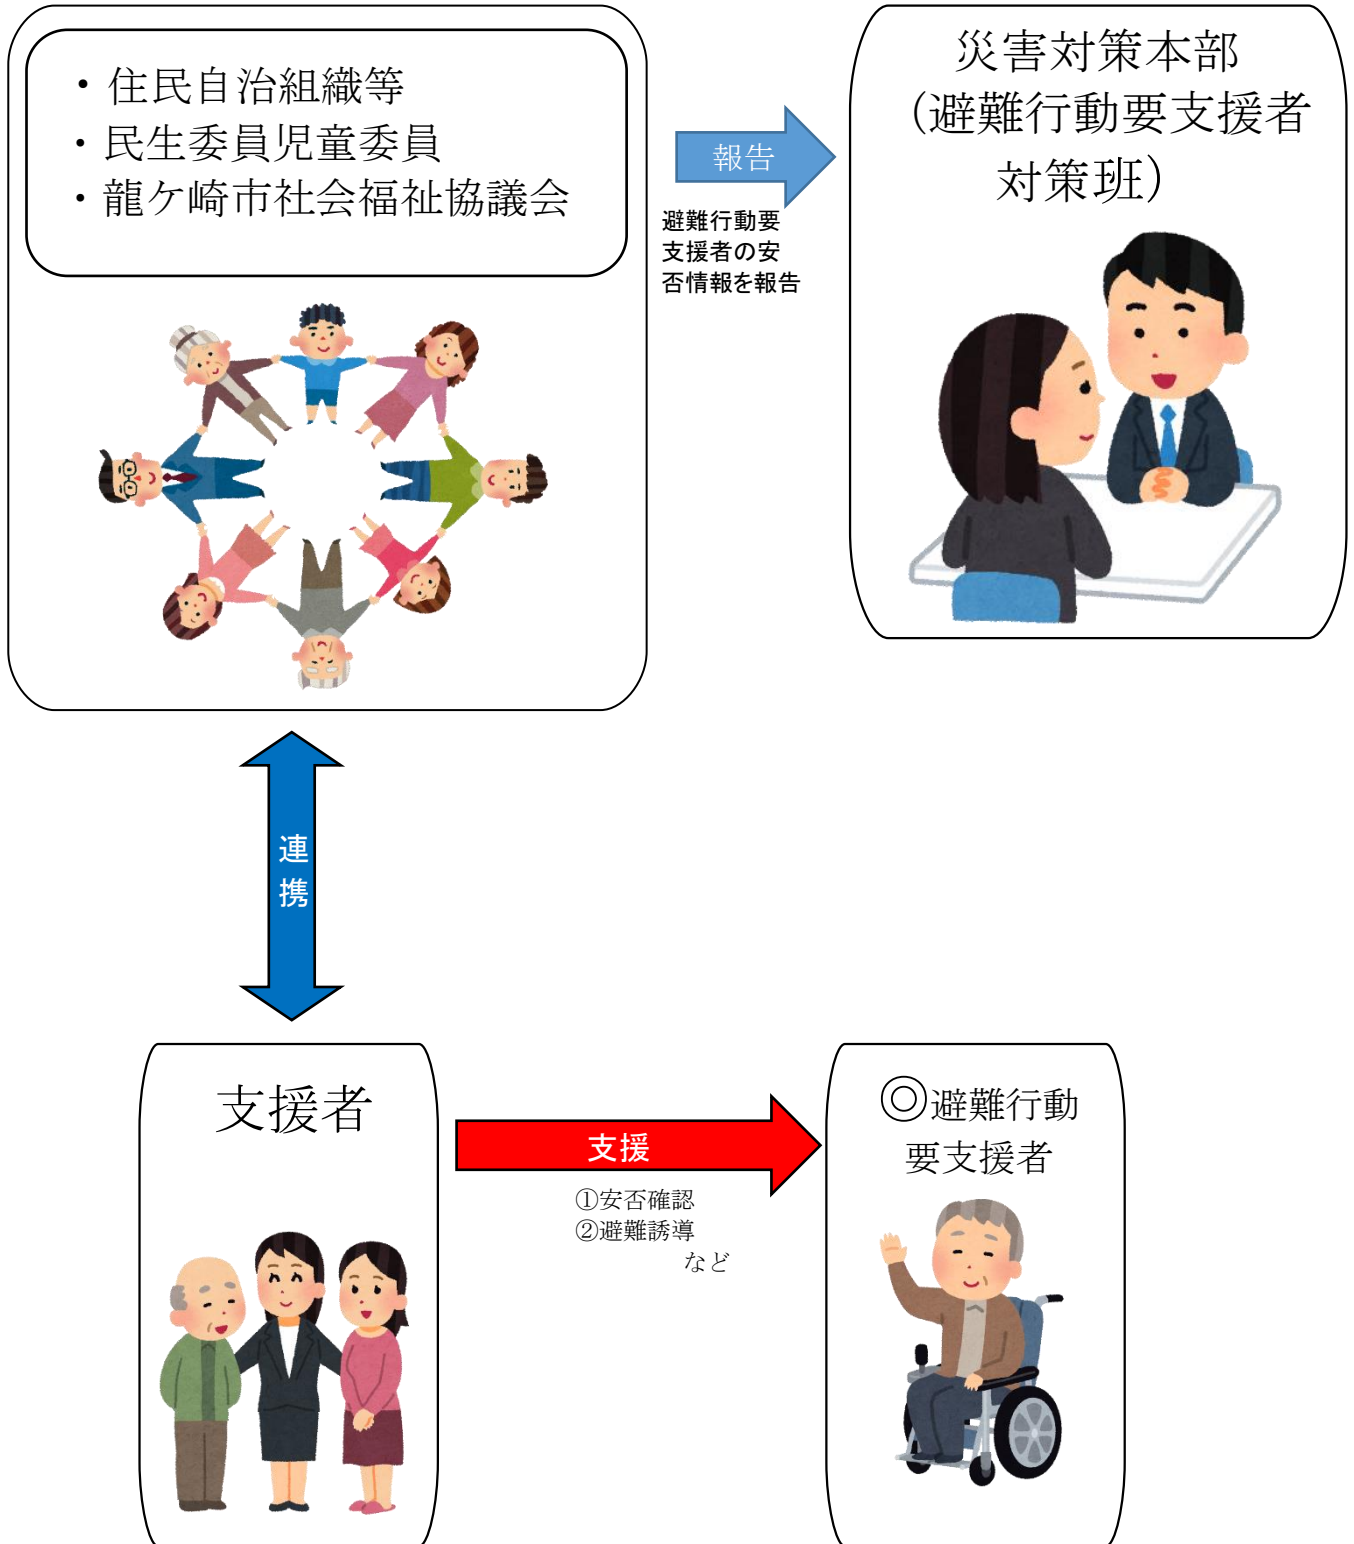 ・住民自治組織等
・民生委員児童委員
・龍ケ崎市社会福祉協議会
報告
避難行動要
支援者の安
否情報を報告
災害対策本部
(避難行動要支援者
対策班)
連
携
支援者
支援
①安否確認
②避難誘導
など
◎避難行動
要支援者